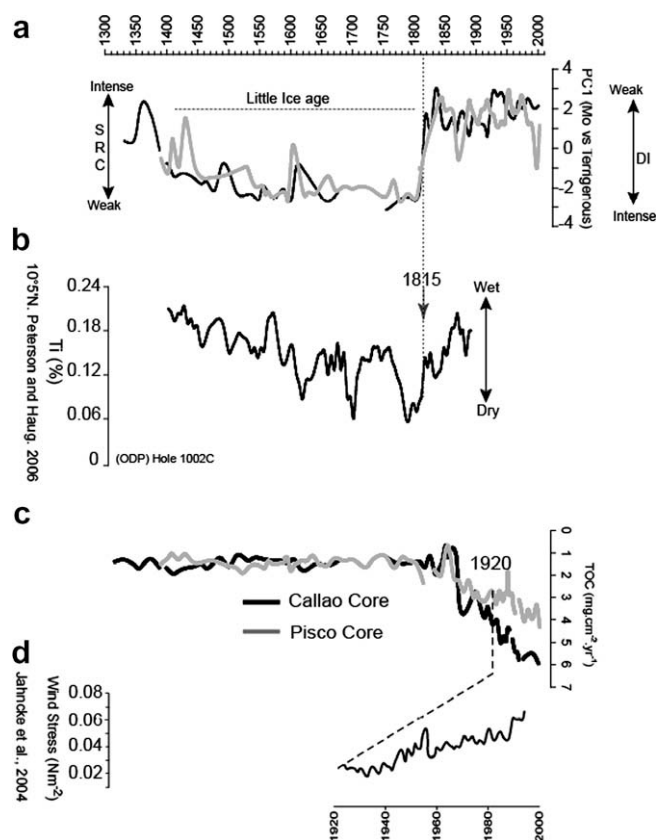 a
1300 1350 1400 1450 1500 1550 1600 1650 1700 1750 1800 1850 1900 1950 2000
Intense
SRC
Weak
Little Ice age
4
2
0
-2
-4
PC1 (Mo vs Terrigenous)
Weak
DI
Intense
b
1815
10°5'N. Peterson and Haug. 2006
Ti (%)
0.24
0.18
0.12
0.06
0
(ODP) Hole 1002C
Wet
Dry
c
1920
Callao Core
Pisco Core
0
1
2
3
4
5
6
7
TOC (mg.cm⁻².yr⁻¹)
d
Jahncke et al., 2004
Wind Stress (Nm⁻²)
0.08
0.06
0.04
0.02
1920 1940 1960 1980 2000